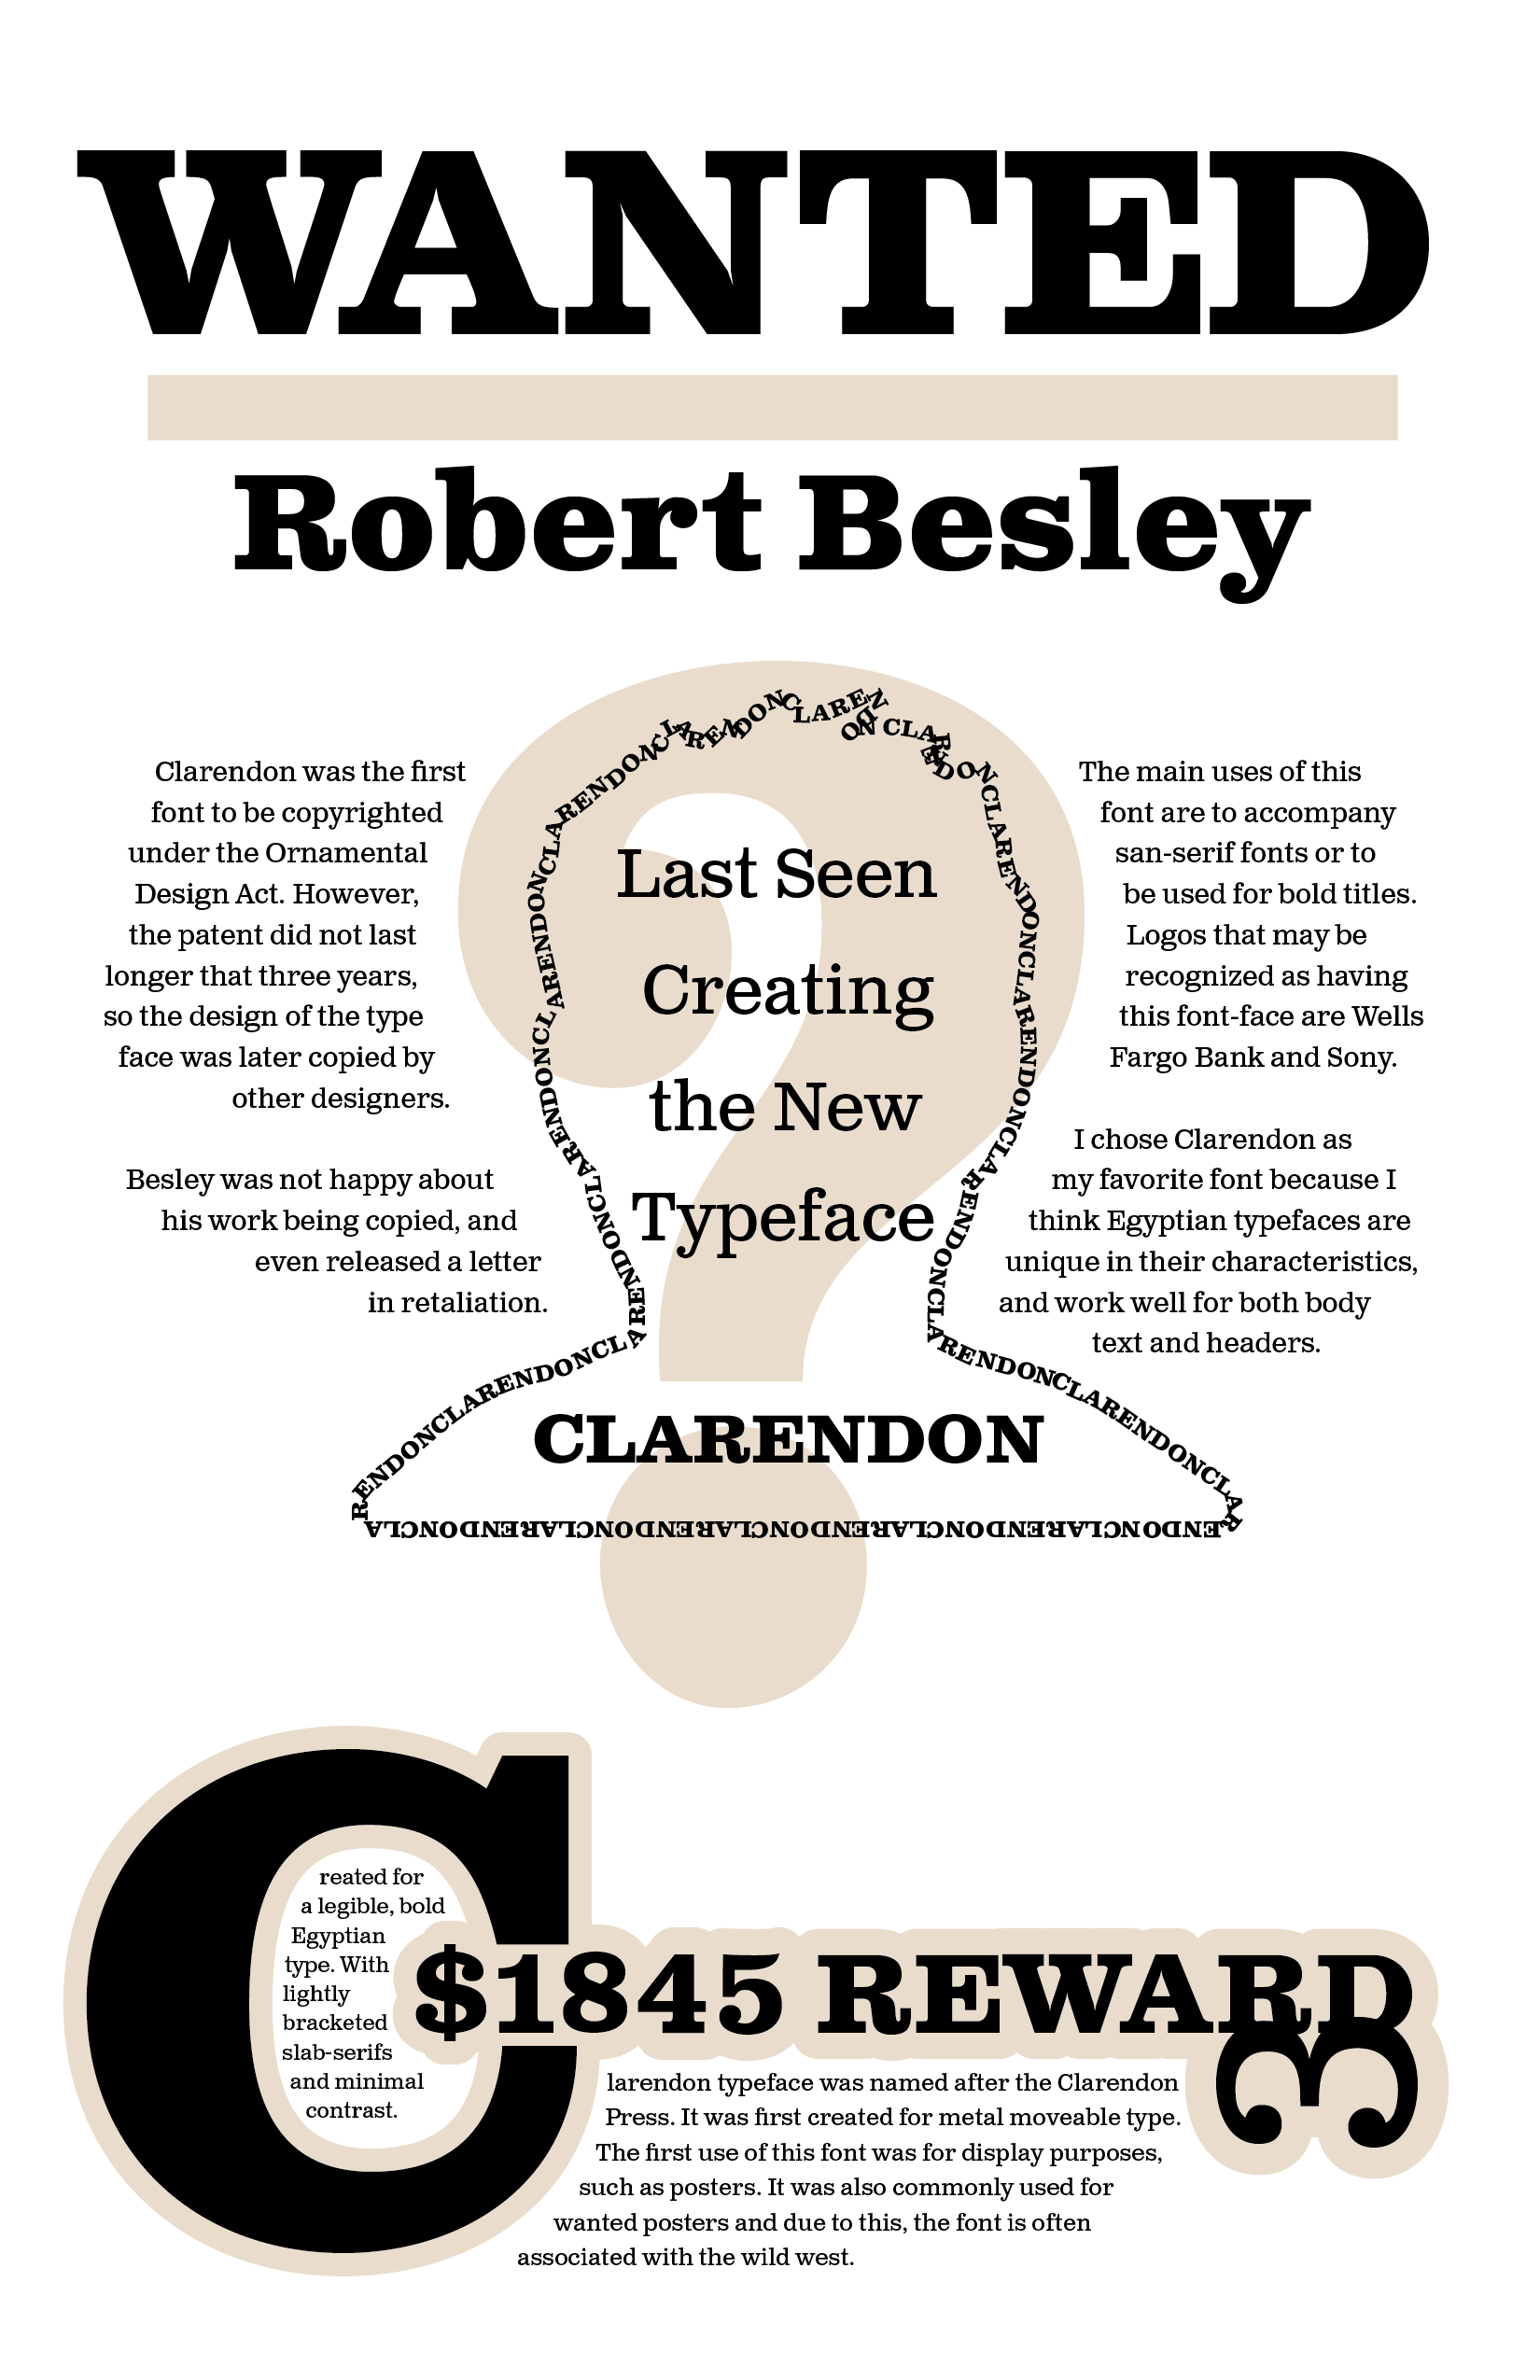 WANTED
Robert Besley
Clarendon was the first
font to be copyrighted
under the Ornamental
Design Act. However,
the patent did not last
longer that three years,
so the design of the type
face was later copied by
other designers.
Besley was not happy about
his work being copied, and
even released a letter
in retaliation.
Last Seen
Creating
the New
Typeface
CLARENDON
CLARENDONCLARENDONCLARENDONCLARENDONCLARENDONCLARENDONCLARENDONCLARENDONCLARENDONCLARENDONCLARENDONCLARENDONCLARENDONCLARENDONCLARENDONCLARENDONCLARENDONCLARENDONCLARENDONCLARENDONCLARENDONCLARENDON
The main uses of this
font are to accompany
san-serif fonts or to
be used for bold titles.
Logos that may be
recognized as having
this font-face are Wells
Fargo Bank and Sony.
I chose Clarendon as
my favorite font because I
think Egyptian typefaces are
unique in their characteristics,
and work well for both body
text and headers.
C
reated for
a legible, bold
Egyptian
type. With
lightly
bracketed
slab-serifs
and minimal
contrast.
$1845 REWARD
3
larendon typeface was named after the Clarendon
Press. It was first created for metal moveable type.
The first use of this font was for display purposes,
such as posters. It was also commonly used for
wanted posters and due to this, the font is often
associated with the wild west.